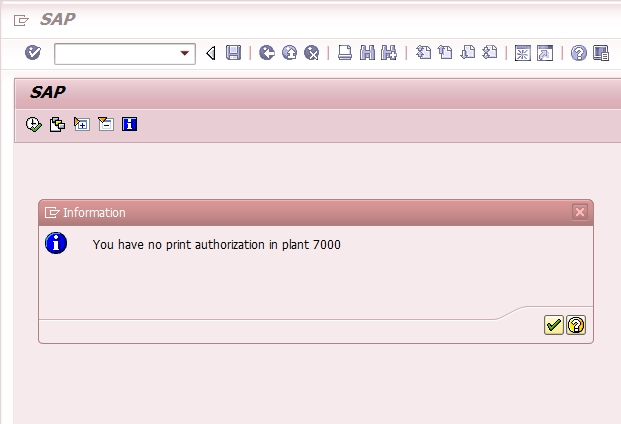 SAP
SAP
Information
You have no print authorization in plant 7000